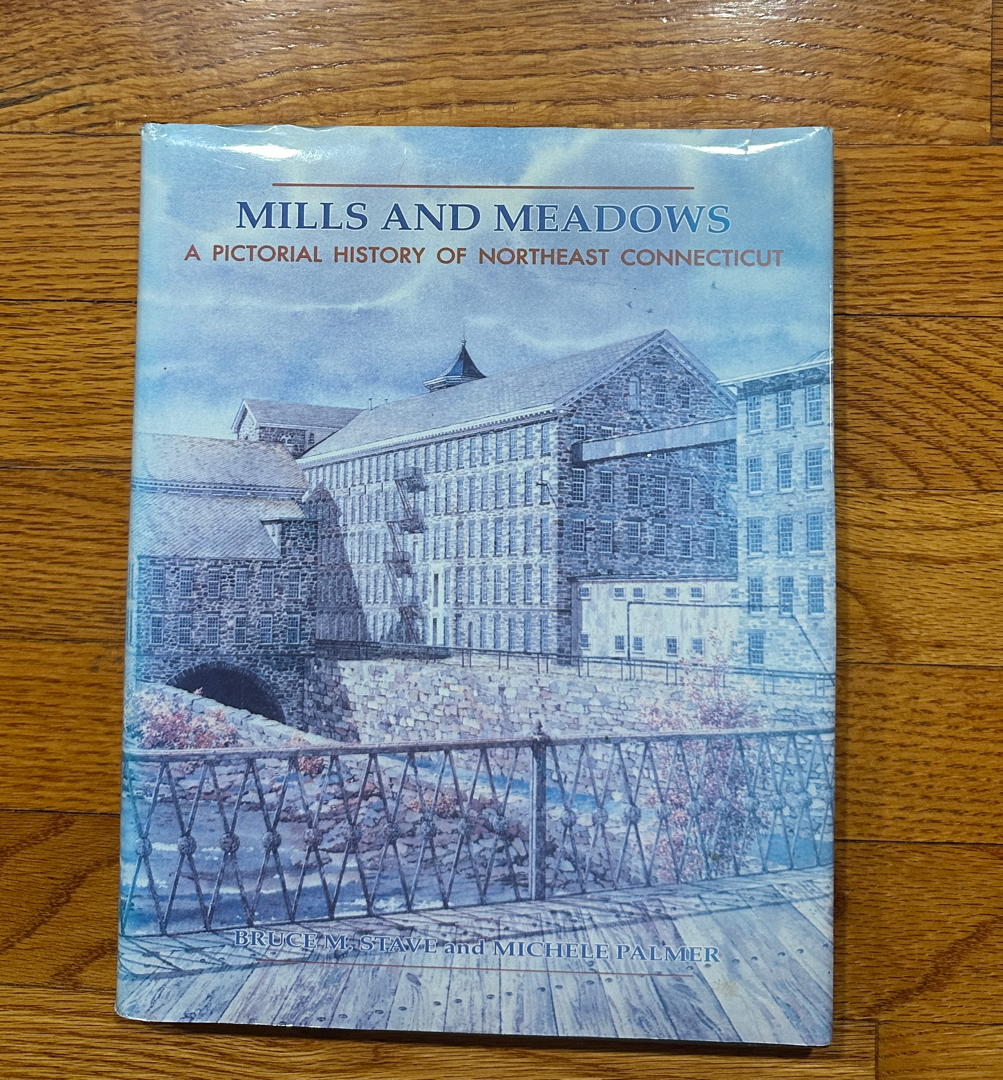 MILLS AND MEADOWS
A PICTORIAL HISTORY OF NORTHEAST CONNECTICUT
BRUCE M. STAVE and MICHELE PALMER